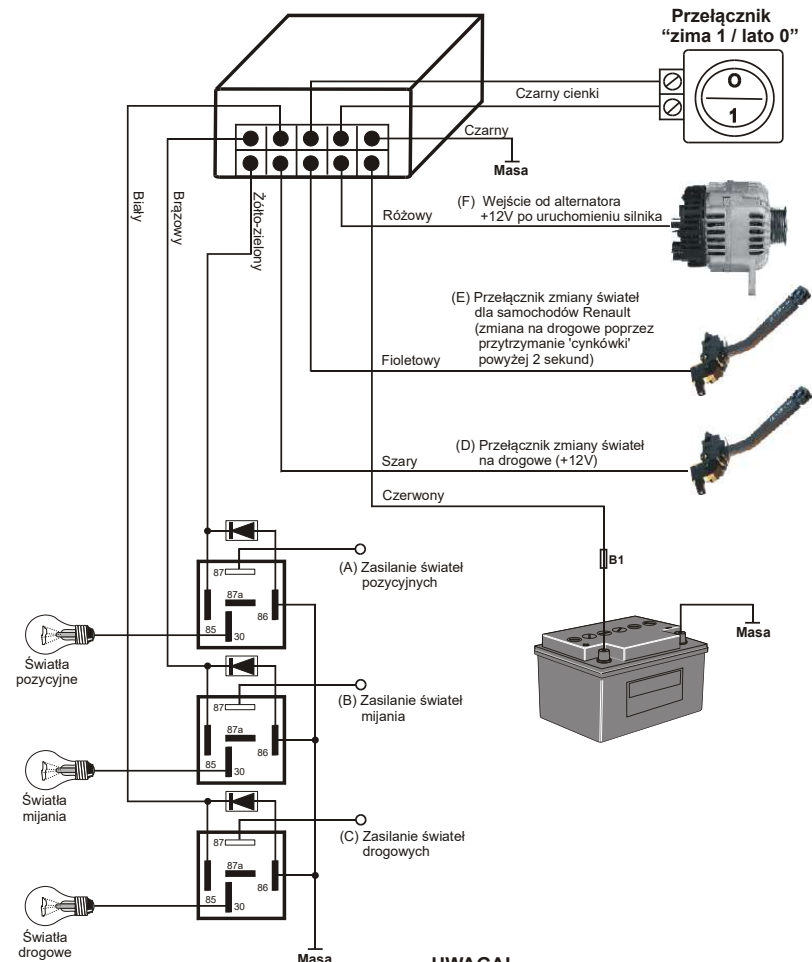 Przełącznik
“zima 1 / lato 0”
O
1
Czarny cienki
Czarny
Masa
Biały
Brązowy
Żółto-zielony
Różowy
(F) Wejście od alternatora
+12V po uruchomieniu silnika
(E) Przełącznik zmiany świateł
dla samochodów Renault
(zmiana na drogowe poprzez
przytrzymanie 'cynkówki'
powyżej 2 sekund)
Fioletowy
(D) Przełącznik zmiany świateł
na drogowe (+12V)
Szary
Czerwony
B1
Masa
87
87a
86
85
30
(A) Zasilanie świateł
pozycyjnych
Światła
pozycyjne
87
87a
86
85
30
(B) Zasilanie świateł
mijania
Światła
mijania
87
87a
86
85
30
(C) Zasilanie świateł
drogowych
Światła
drogowe
Masa